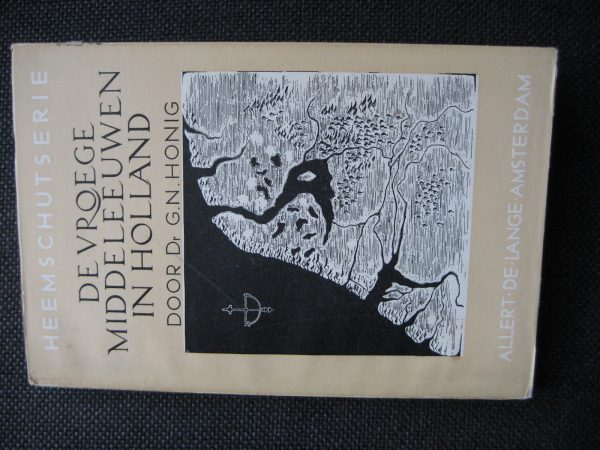 HEEMSCHUTSERIE
DE VROEGE
MIDDELEEUWEN
IN HOLLAND
DOOR Dr G.N. HONIG
ALLERT·DE·LANGE·AMSTERDAM